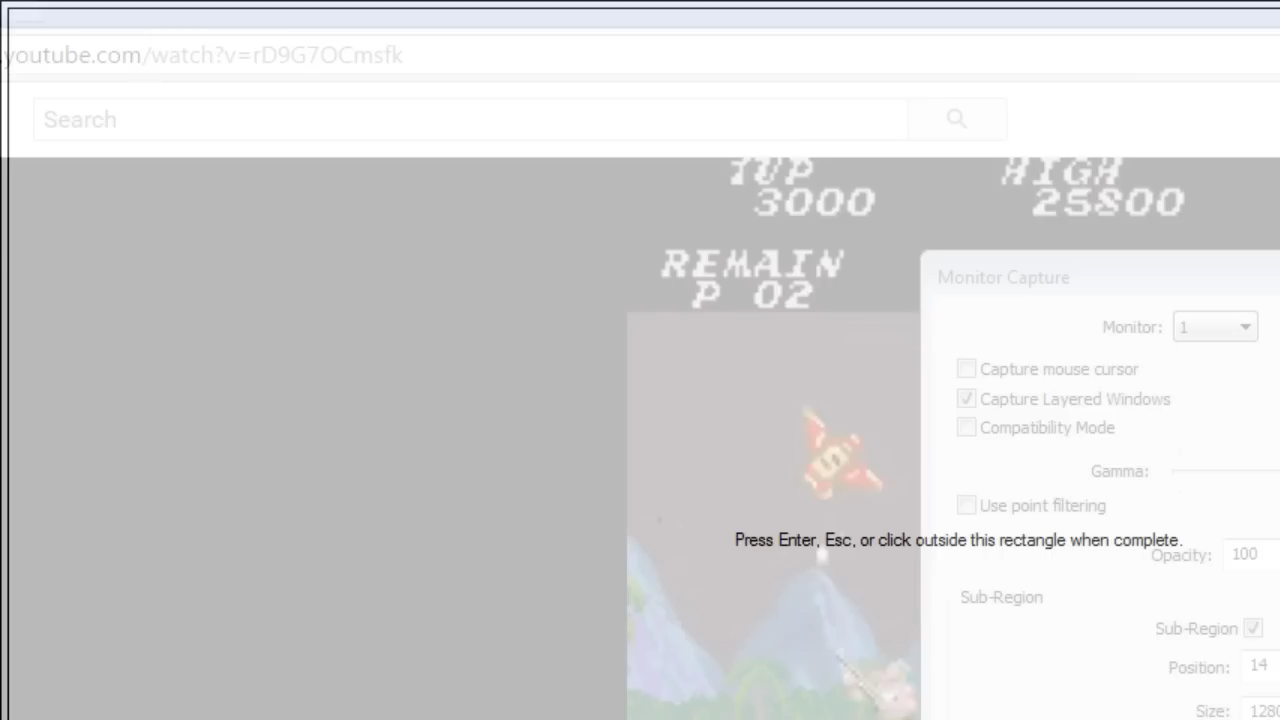 youtube.com/watch?v=rD9G7OCmsfk
Search
1UP
3000
HIGH
25800
REMAIN
P 02
Monitor Capture
Monitor: 1
Capture mouse cursor
Capture Layered Windows
Compatibility Mode
Gamma:
Use point filtering
Press Enter, Esc, or click outside this rectangle when complete.
Opacity: 100
Sub-Region
Sub-Region
Position: 14
Size: 1280